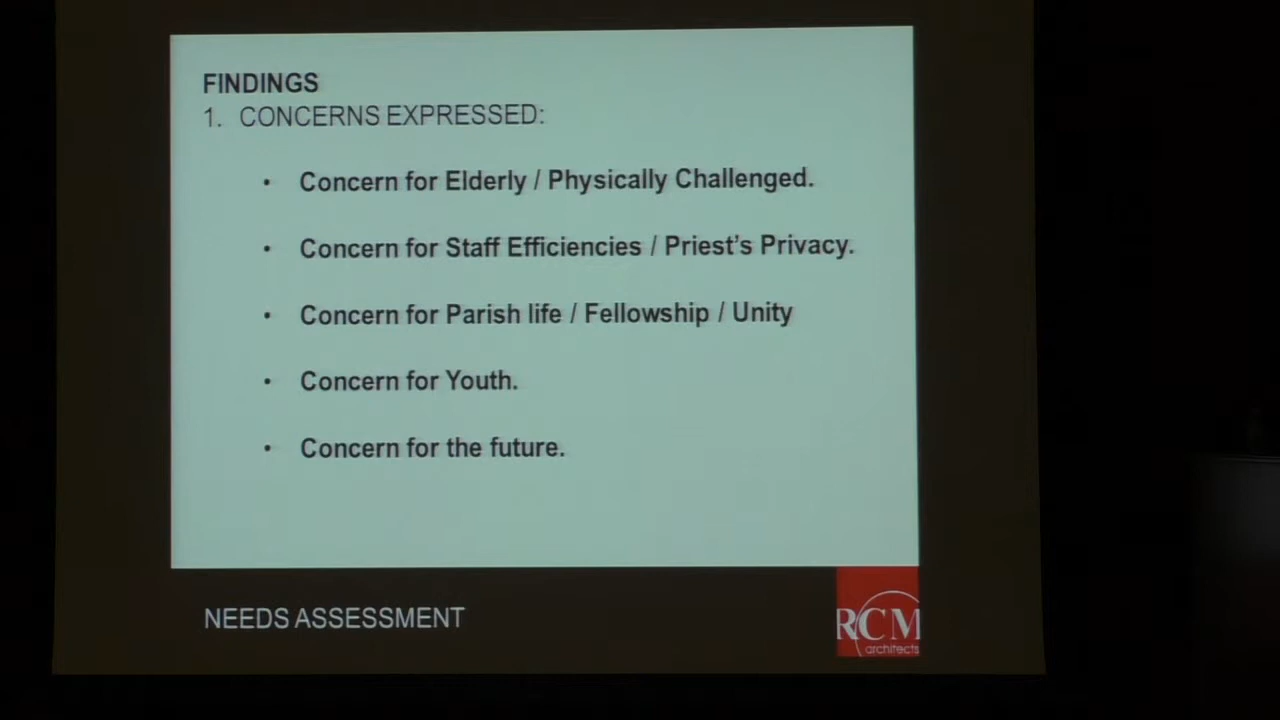 FINDINGS
1. CONCERNS EXPRESSED:
• Concern for Elderly / Physically Challenged.
• Concern for Staff Efficiencies / Priest's Privacy.
• Concern for Parish life / Fellowship / Unity
• Concern for Youth.
• Concern for the future.
NEEDS ASSESSMENT
RCM
architects